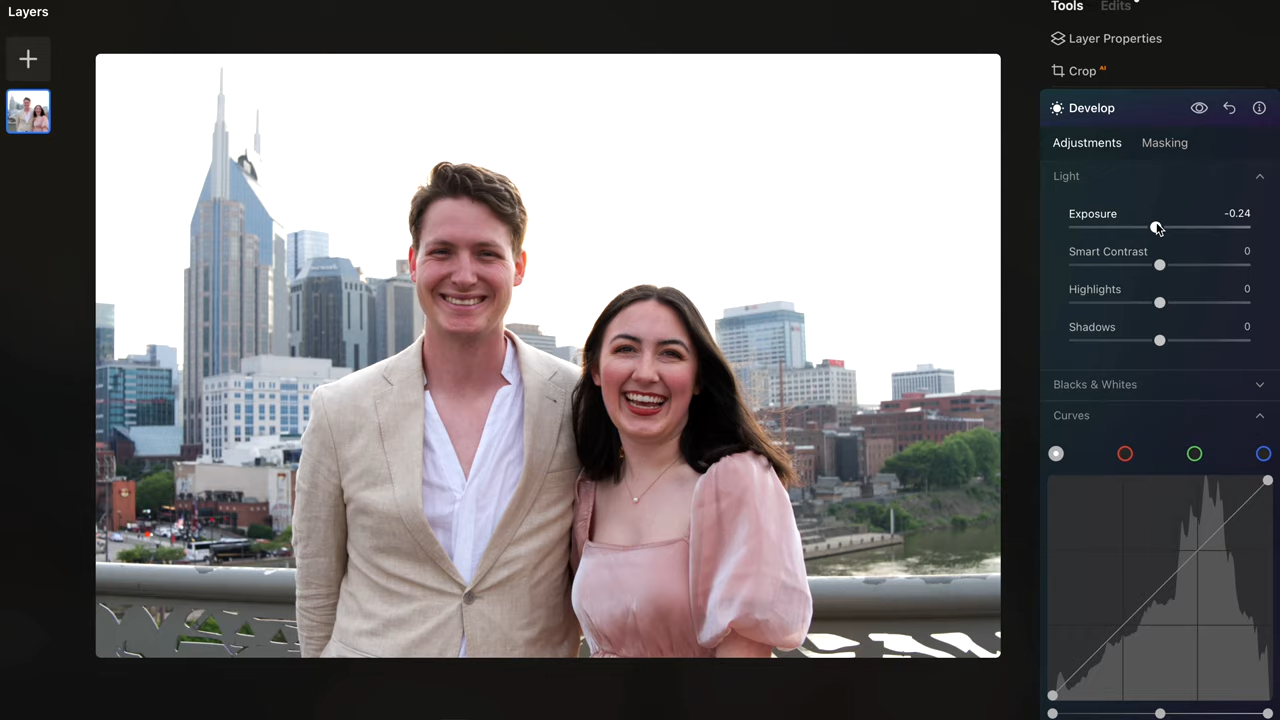 Layers
Tools Edits
Layer Properties
Crop AI
Develop
Adjustments Masking
Light
Exposure -0.24
Smart Contrast 0
Highlights 0
Shadows 0
Blacks & Whites
Curves